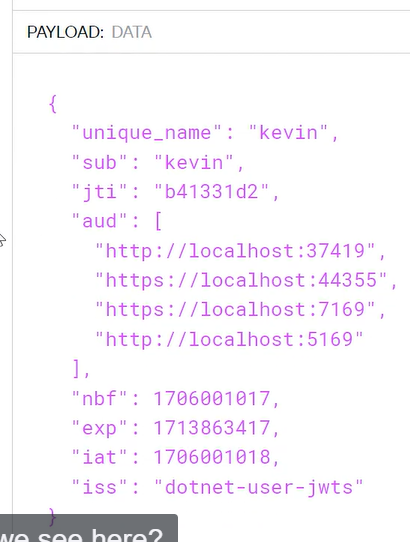 PAYLOAD: DATA
{
"unique_name": "kevin",
"sub": "kevin",
"jti": "b41331d2",
"aud": [
"http://localhost:37419",
"https://localhost:44355",
"https://localhost:7169",
"http://localhost:5169"
],
"nbf": 1706001017,
"exp": 1713863417,
"iat": 1706001018,
"iss": "dotnet-user-jwts"
}
we see here?